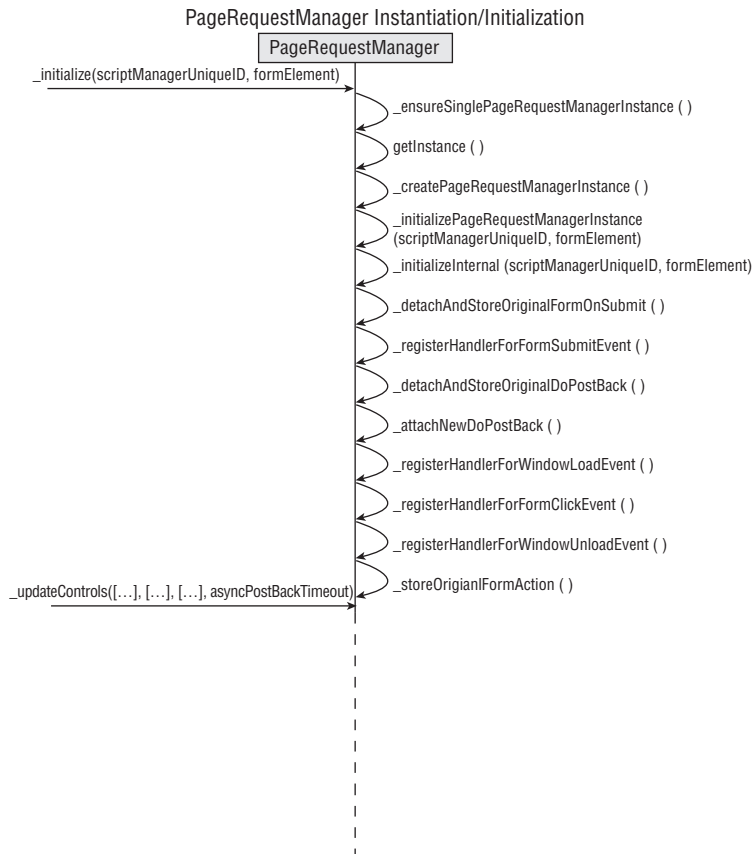 PageRequestManager Instantiation/Initialization
PageRequestManager
_initialize(scriptManagerUniqueID, formElement)
_ensureSinglePageRequestManagerInstance ( )
getInstance ( )
_createPageRequestManagerInstance ( )
_initializePageRequestManagerInstance
(scriptManagerUniqueID, formElement)
_initializeInternal (scriptManagerUniqueID, formElement)
_detachAndStoreOriginalFormOnSubmit ( )
_registerHandlerForFormSubmitEvent ( )
_detachAndStoreOriginalDoPostBack ( )
_attachNewDoPostBack ( )
_registerHandlerForWindowLoadEvent ( )
_registerHandlerForFormClickEvent ( )
_registerHandlerForWindowUnloadEvent ( )
_storeOrigianlFormAction ( )
_updateControls([…], […], […], asyncPostBackTimeout)